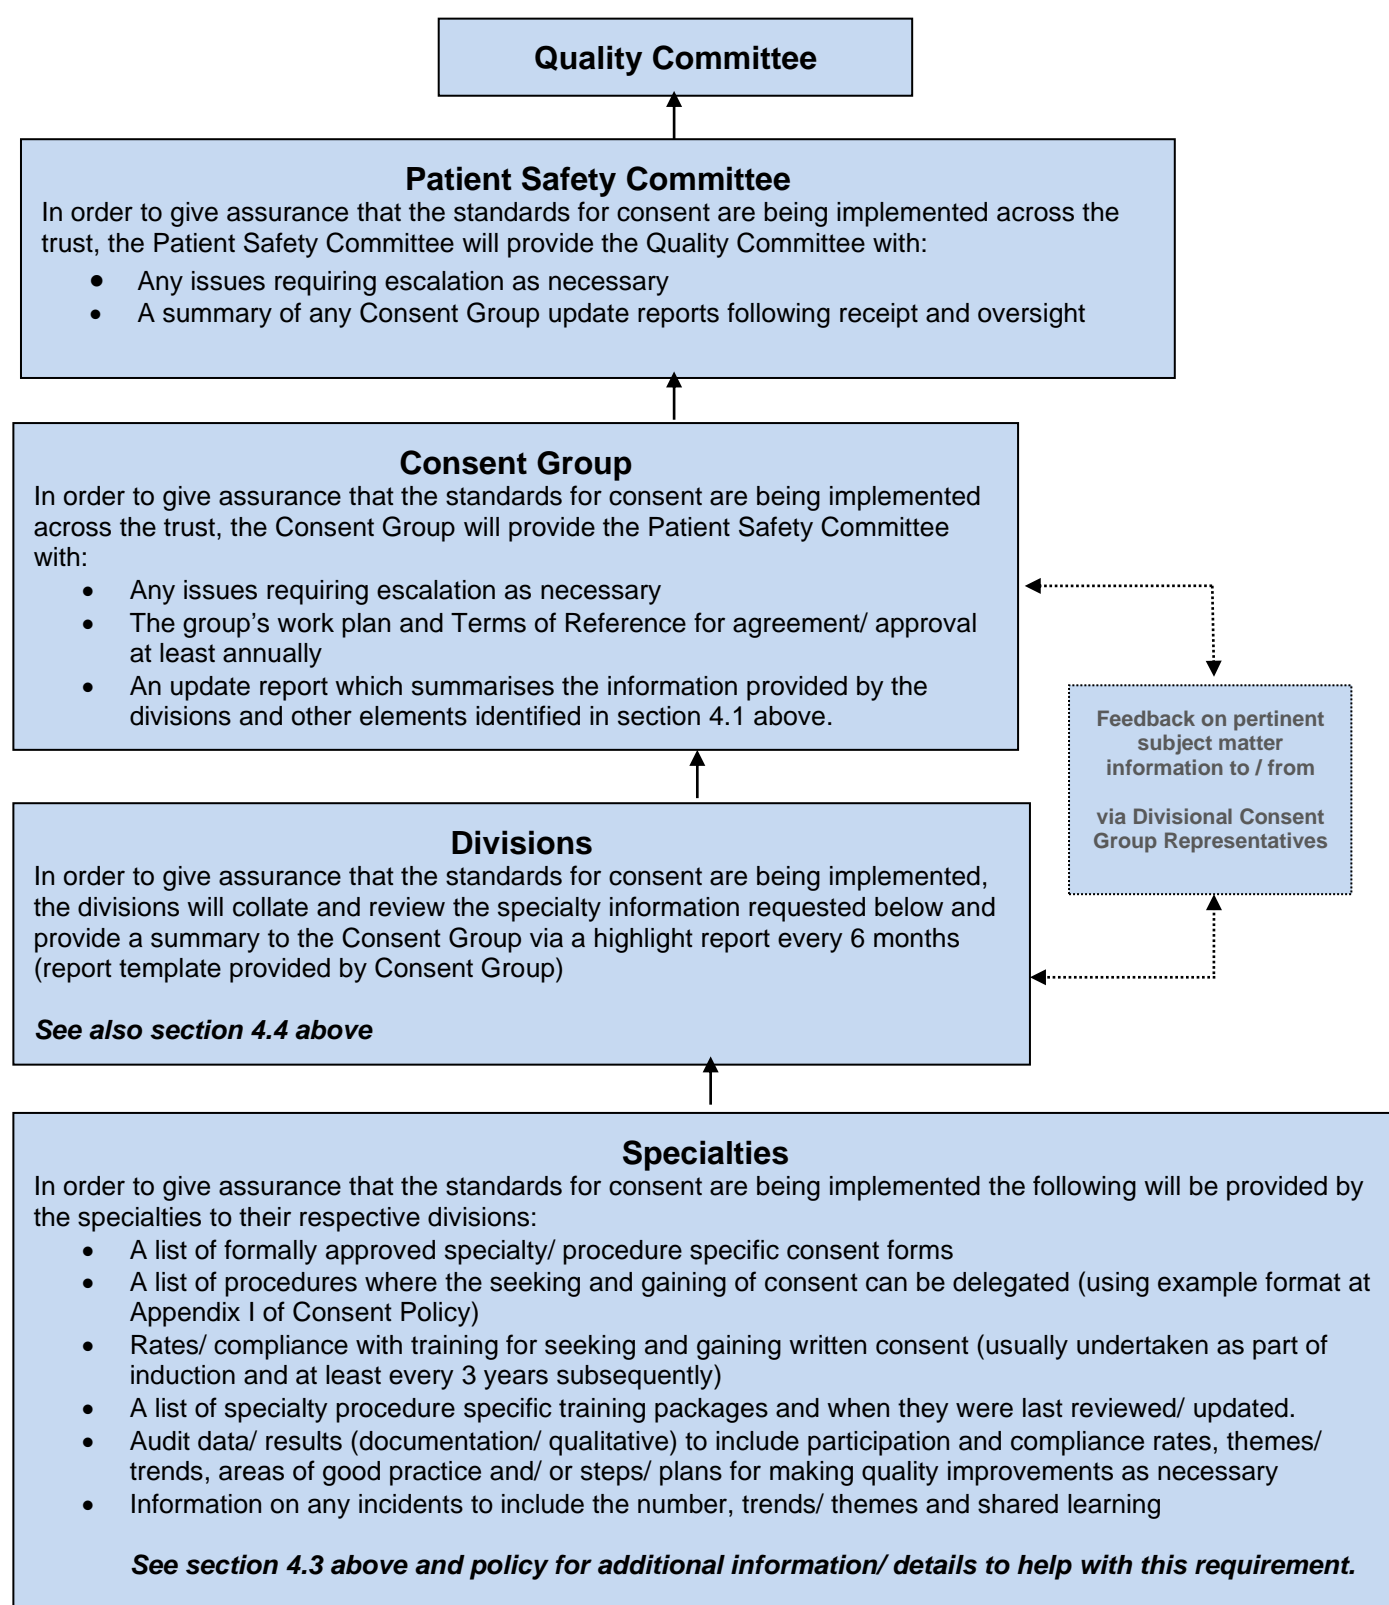 Quality Committee
Patient Safety Committee
In order to give assurance that the standards for consent are being implemented across the
trust, the Patient Safety Committee will provide the Quality Committee with:
• Any issues requiring escalation as necessary
• A summary of any Consent Group update reports following receipt and oversight
Consent Group
In order to give assurance that the standards for consent are being implemented
across the trust, the Consent Group will provide the Patient Safety Committee
with:
• Any issues requiring escalation as necessary
• The group’s work plan and Terms of Reference for agreement/ approval
at least annually
• An update report which summarises the information provided by the
divisions and other elements identified in section 4.1 above.
Feedback on pertinent
subject matter
information to / from
via Divisional Consent
Group Representatives
Divisions
In order to give assurance that the standards for consent are being implemented,
the divisions will collate and review the specialty information requested below and
provide a summary to the Consent Group via a highlight report every 6 months
(report template provided by Consent Group)
See also section 4.4 above
Specialties
In order to give assurance that the standards for consent are being implemented the following will be provided by
the specialties to their respective divisions:
• A list of formally approved specialty/ procedure specific consent forms
• A list of procedures where the seeking and gaining of consent can be delegated (using example format at
Appendix I of Consent Policy)
• Rates/ compliance with training for seeking and gaining written consent (usually undertaken as part of
induction and at least every 3 years subsequently)
• A list of specialty procedure specific training packages and when they were last reviewed/ updated.
• Audit data/ results (documentation/ qualitative) to include participation and compliance rates, themes/
trends, areas of good practice and/ or steps/ plans for making quality improvements as necessary
• Information on any incidents to include the number, trends/ themes and shared learning
See section 4.3 above and policy for additional information/ details to help with this requirement.